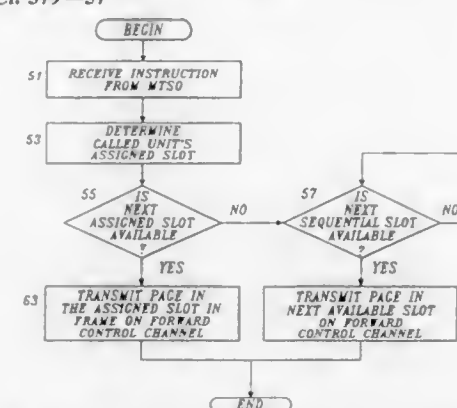 BEGIN
51
RECEIVE INSTRUCTION
FROM MTSO
53
DETERMINE
CALLED UNIT'S
ASSIGNED SLOT
55
IS
NEXT
ASSIGNED SLOT
AVAILABLE
?
NO
57
IS
NEXT
SEQUENTIAL SLOT
AVAILABLE
?
NO
YES
YES
63
TRANSMIT PAGE IN
THE ASSIGNED SLOT IN
FRAME ON FORWARD
CONTROL CHANNEL
TRANSMIT PAGE IN
NEXT AVAILABLE SLOT
ON FORWARD
CONTROL CHANNEL
END